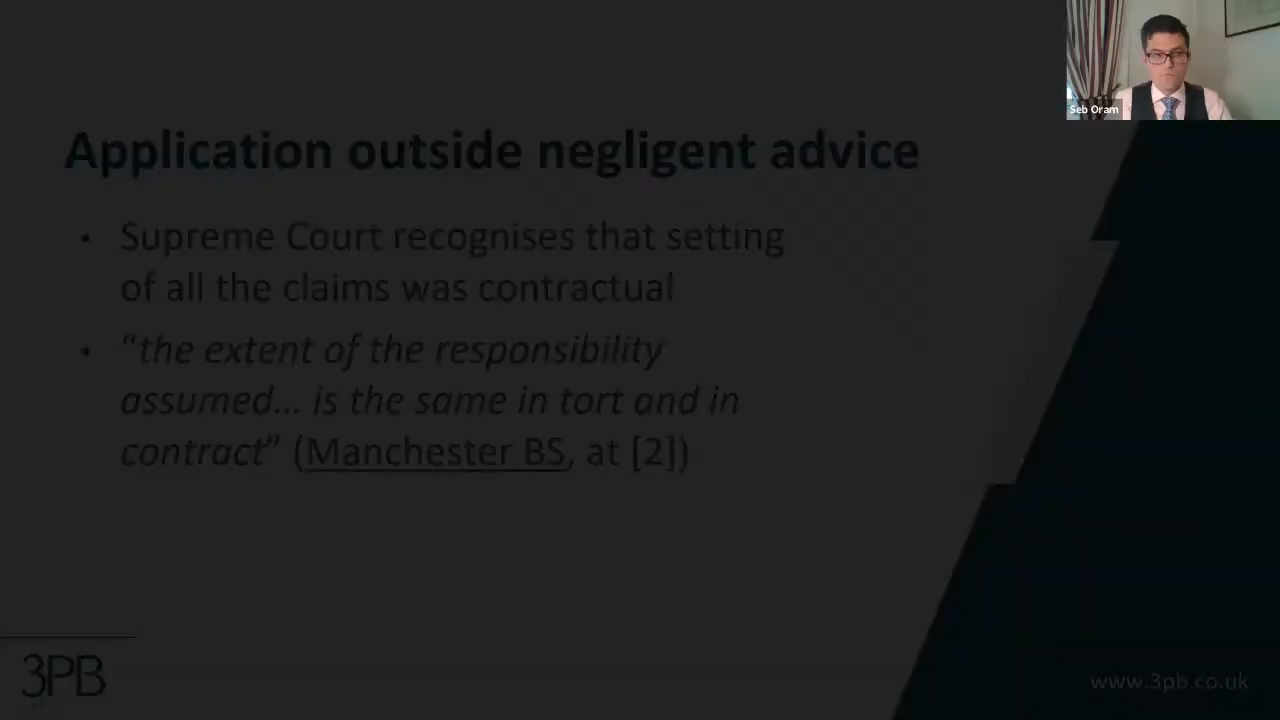 Seb Oram
Application outside negligent advice
• Supreme Court recognises that setting
of all the claims was contractual
• “the extent of the responsibility
assumed... is the same in tort and in
contract” (Manchester BS, at [2])
3PB
www.3pb.co.uk